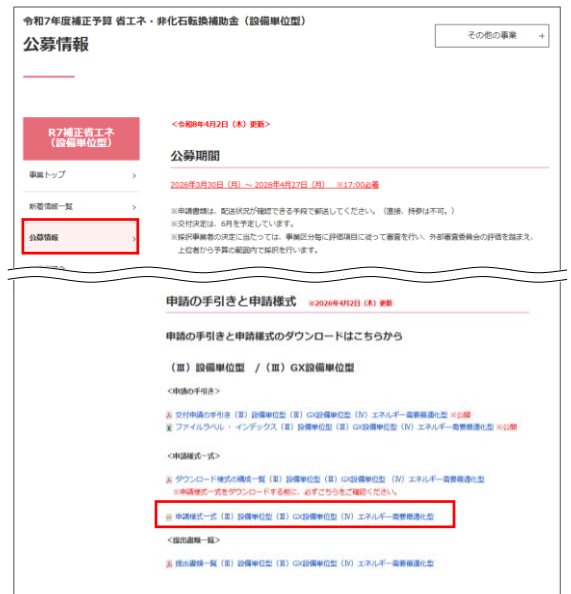 令和7年度補正予算 省エネ・非化石転換補助金（設備単位型）
公募情報
その他の事業 +
R7補正省エネ
（設備単位型）
事業トップ
新着情報一覧
公募情報
<令和8年4月2日（木）更新>
公募期間
2026年3月30日（月）～ 2026年4月27日（月） ※17:00必着
※申請書類は、配送状況が確認できる手段で郵送してください。（直接、持参は不可。）
※交付決定は、6月を予定しています。
※採択事業者の決定に当たっては、事業区分毎に評価項目に従って審査を行い、外部審査委員会の評価を踏まえ、
上位者から予算の範囲内で採択を行います。
申請の手引きと申請様式 ※2026年4月2日（木）更新
申請の手引きと申請様式のダウンロードはこちらから
（Ⅲ）設備単位型 /（Ⅲ）GX設備単位型
<申請の手引き>
交付申請の手引き（Ⅲ）設備単位型（Ⅲ）GX設備単位型（Ⅳ）エネルギー需要最適化型 ※公開
ファイルラベル・インデックス（Ⅲ）設備単位型（Ⅲ）GX設備単位型（Ⅳ）エネルギー需要最適化型 ※公開
<申請様式一式>
ダウンロード様式の構成一覧（Ⅲ）設備単位型（Ⅲ）GX設備単位型（Ⅳ）エネルギー需要最適化型
※申請様式一式をダウンロードする前に、必ずこちらをご確認ください。
申請様式一式（Ⅲ）設備単位型（Ⅲ）GX設備単位型（Ⅳ）エネルギー需要最適化型
<提出書類一覧>
提出書類一覧（Ⅲ）設備単位型（Ⅲ）GX設備単位型（Ⅳ）エネルギー需要最適化型